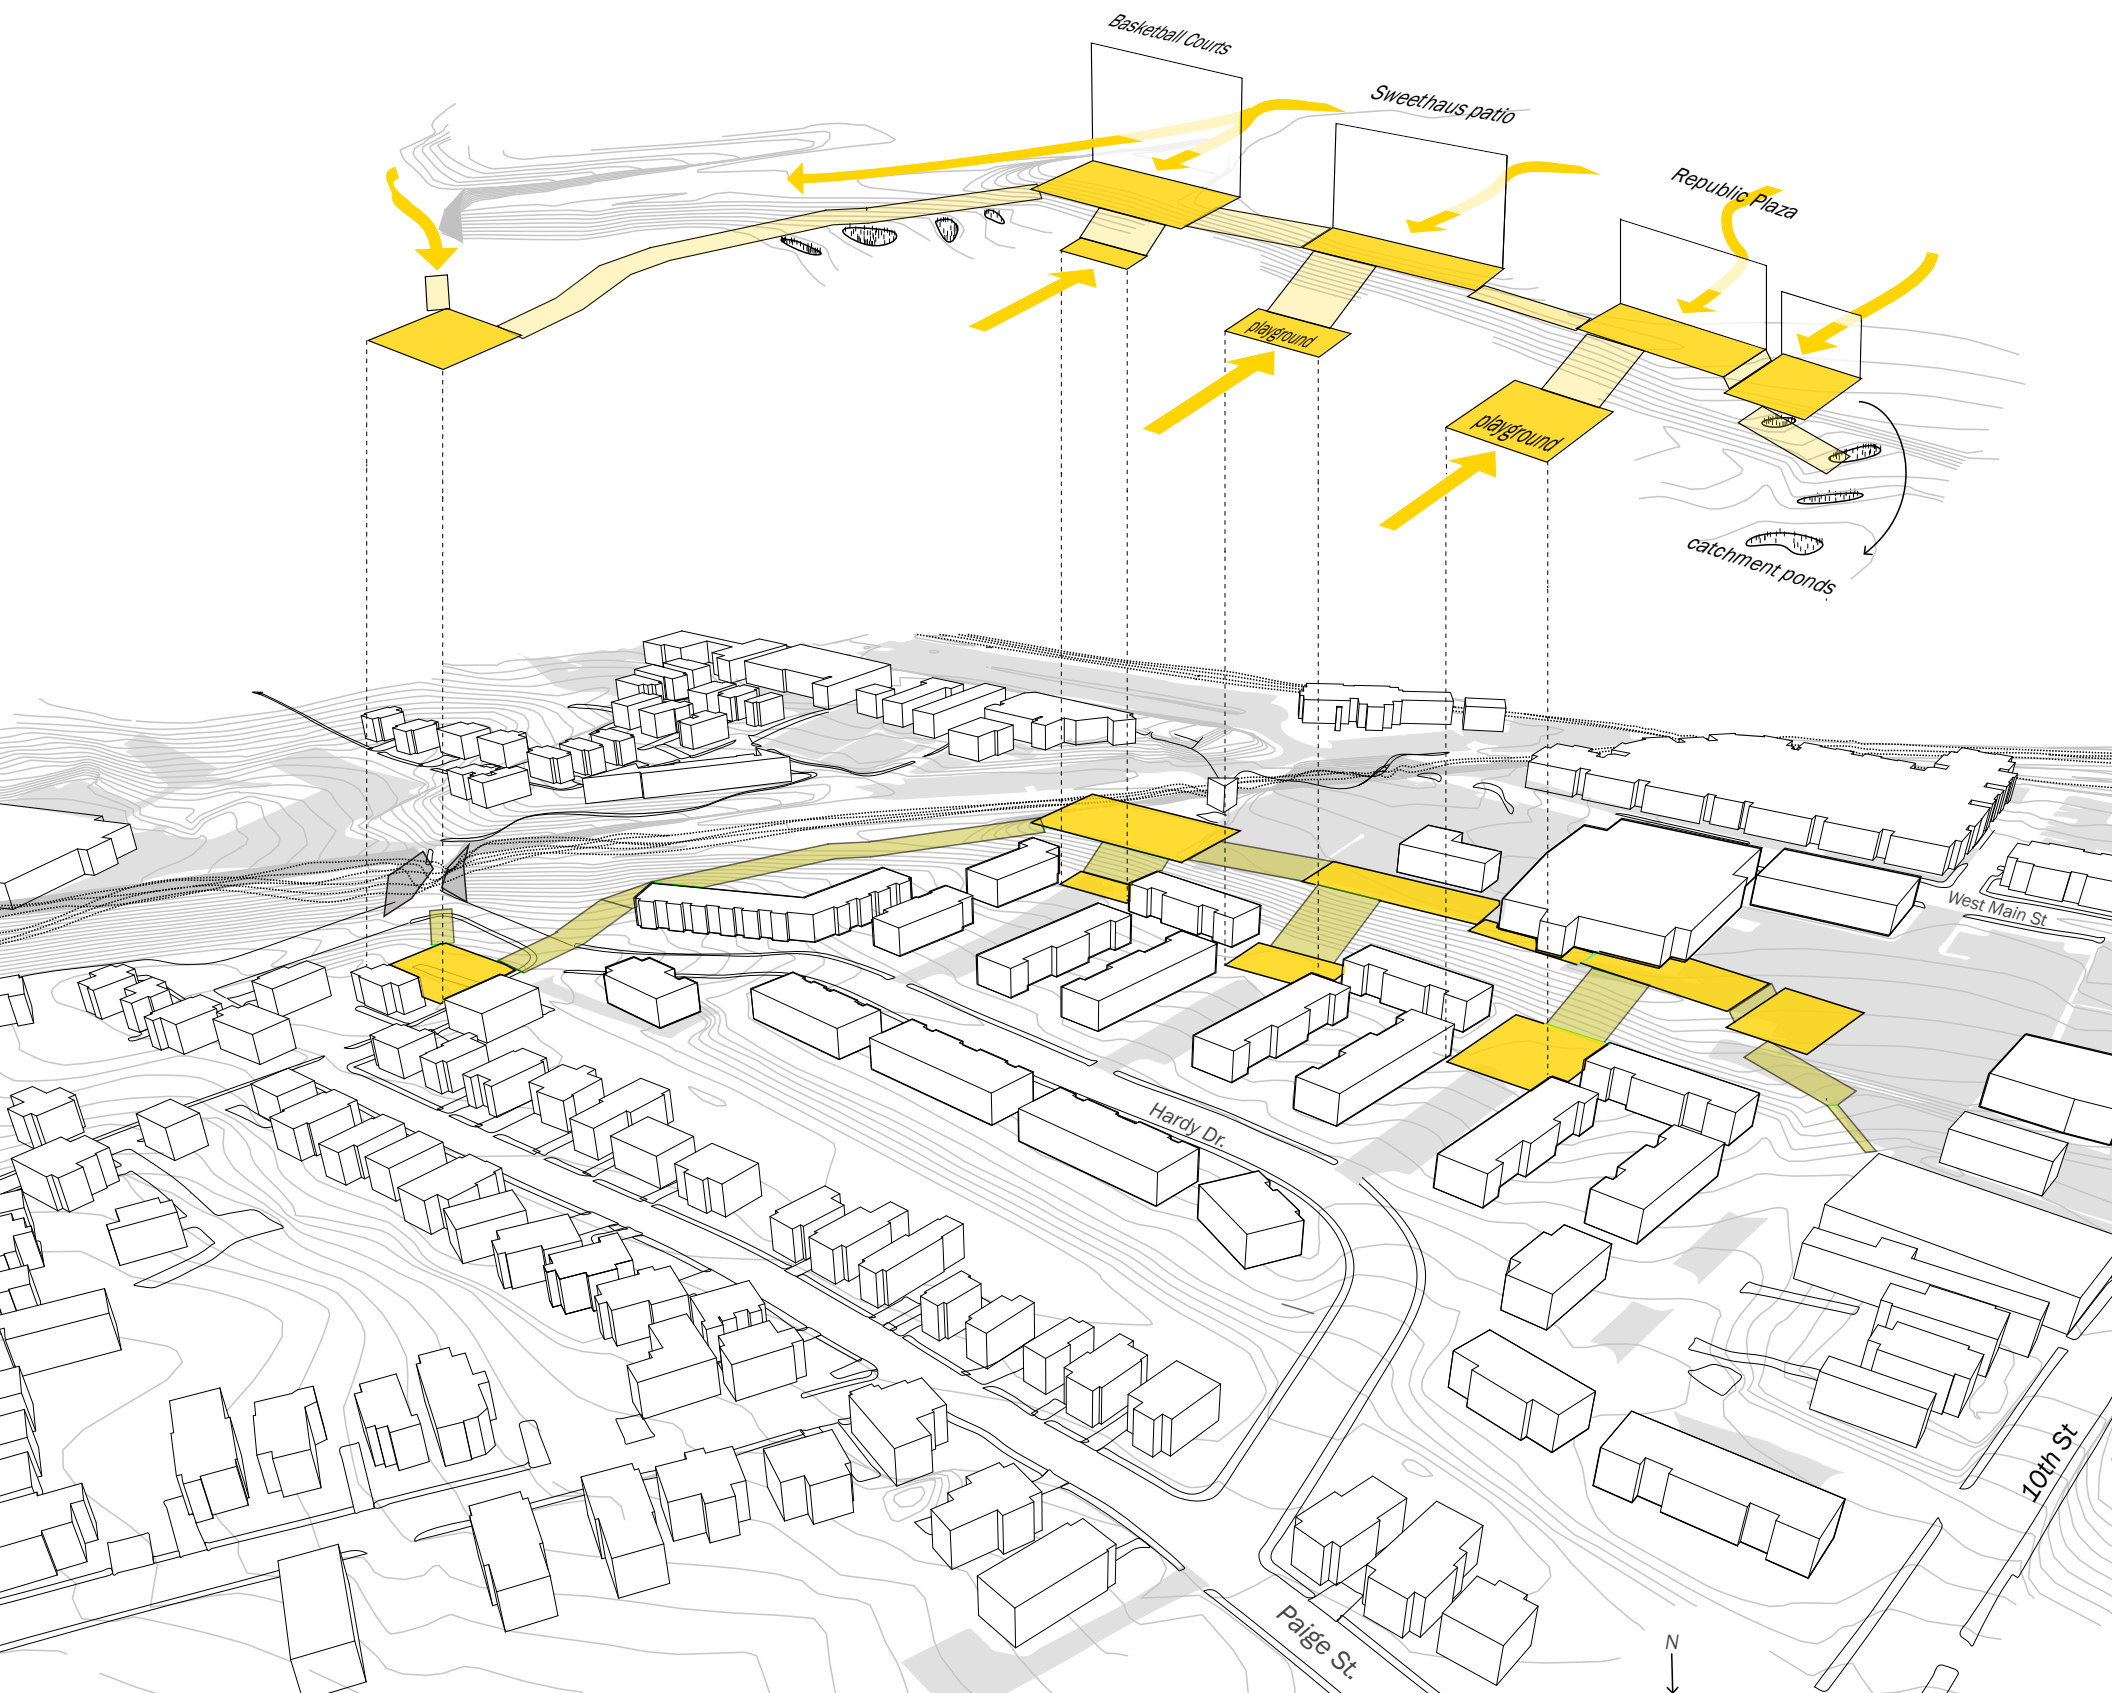 Basketball Courts
Sweethaus patio
Republic Plaza
playground
playground
catchment ponds
West Main St
Hardy Dr.
10th St
Paige St.
N